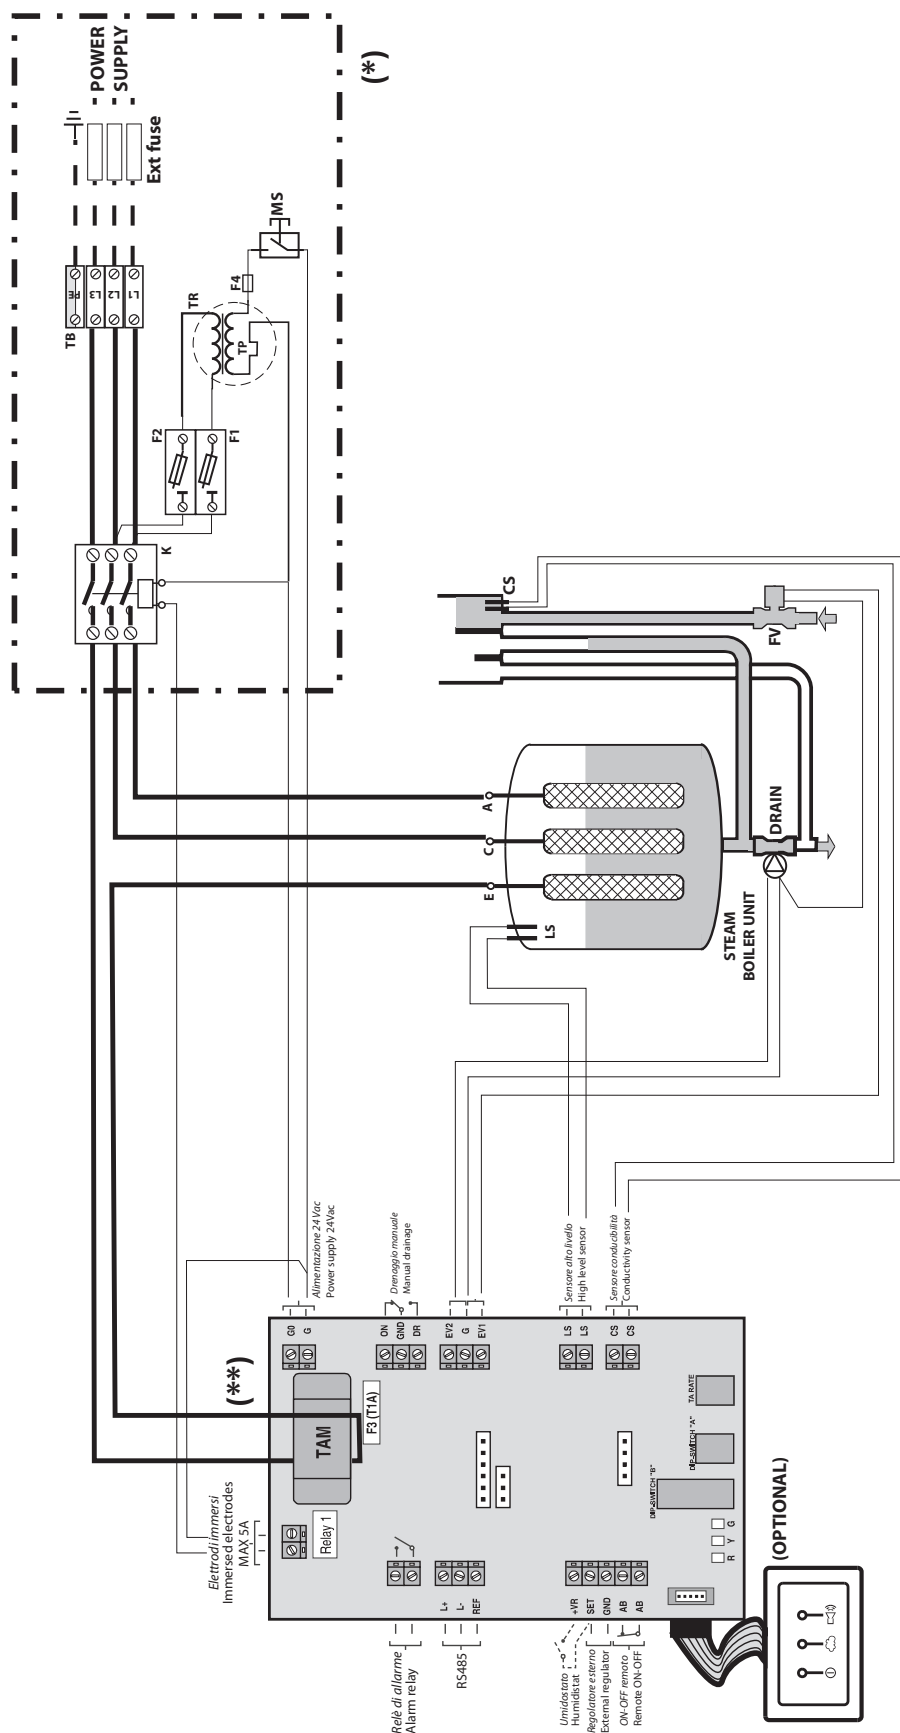 POWER
SUPPLY
(*)
Ext fuse
MS
TB
PE
L3
L2
L1
TR
F4
TP
F2
F1
K
CS
FV
A
C
E
LS
DRAIN
STEAM
BOILER UNIT
Alimentazione 24 Vac
Power supply 24Vac
G0
G
(**)
TAM
F3 (T1A)
Drenaggio manuale
Manual drainage
ON
GND
DR
EV2
G
EV1
Sensore alto livello
High level sensor
LS
LS
Sensore conducibilità
Conductivity sensor
CS
CS
Elettrodi immersi
Immersed electrodes
MAX 5A
Relay 1
TA RATE
DIP-SWITCH "A"
DIP-SWITCH "B"
R
Y
G
Relè di allarme
Alarm relay
L+
L-
REF
RS485
+VR
SET
GND
AB
AB
Umidostato
Humidistat
Regolatore esterno
External regulator
ON-OFF remoto
Remote ON-OFF
(OPTIONAL)